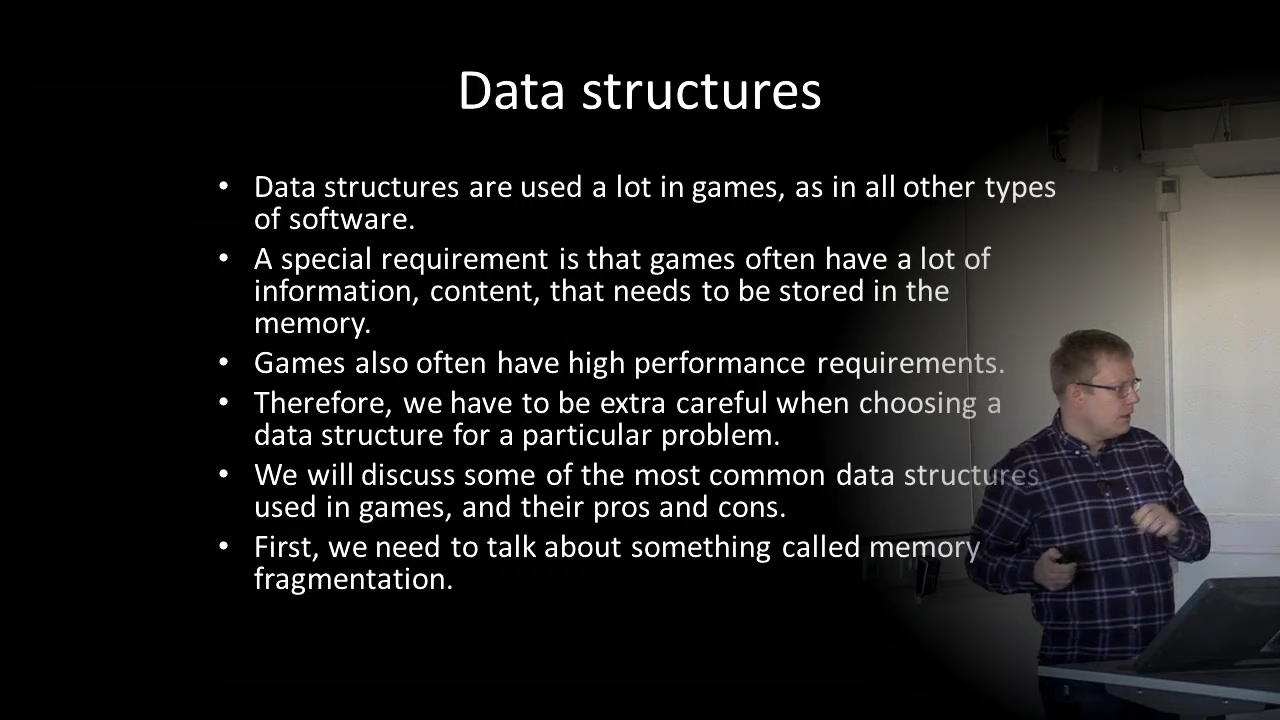 Data structures
• Data structures are used a lot in games, as in all other types
of software.
• A special requirement is that games often have a lot of
information, content, that needs to be stored in the
memory.
• Games also often have high performance requirements.
• Therefore, we have to be extra careful when choosing a
data structure for a particular problem.
• We will discuss some of the most common data structures
used in games, and their pros and cons.
• First, we need to talk about something called memory
fragmentation.